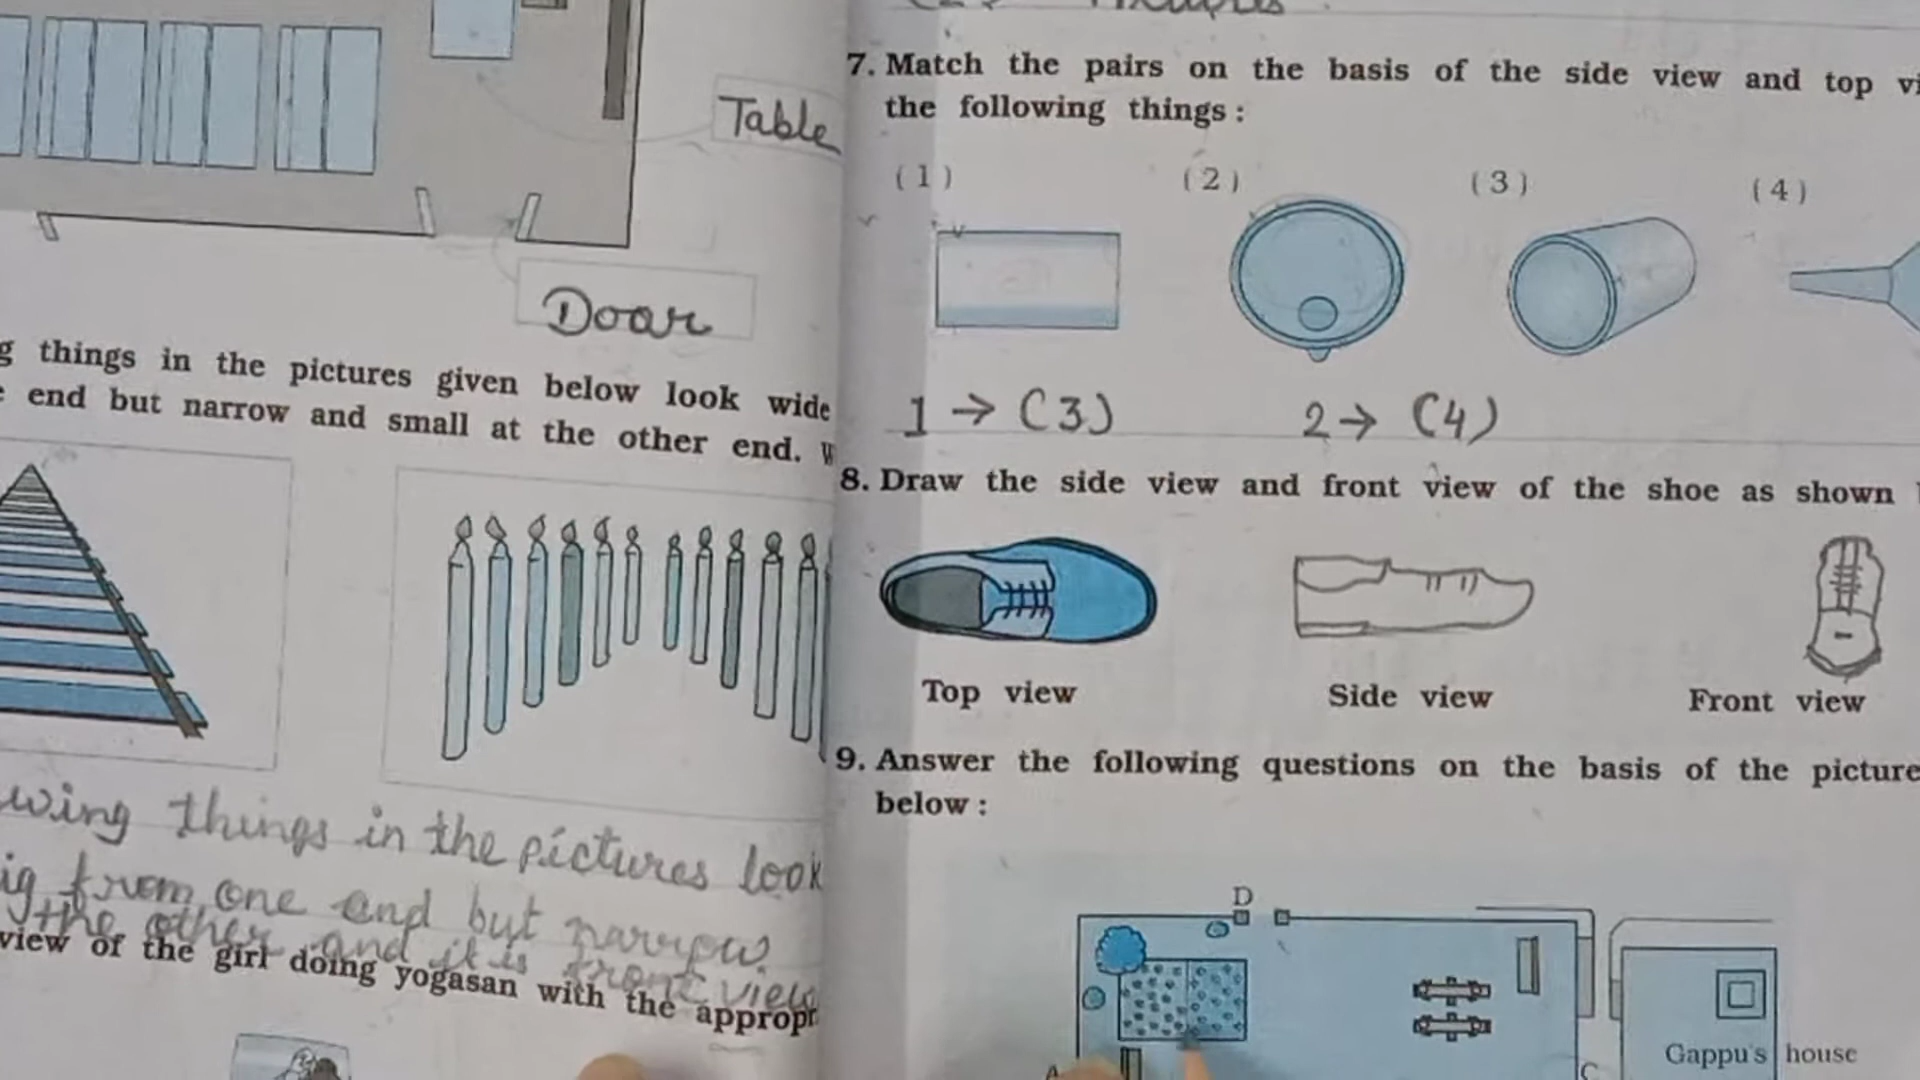 Table
Doar
things in the pictures given below look wide
end but narrow and small at the other end.
wing things in the pictures look
ig from one end but narrow
the other and it is front view
view of the girl doing yogasan with the appropr
7. Match the pairs on the basis of the side view and top vi
the following things :
(1) (2) (3) (4)
1 → (3) 2 → (4)
8. Draw the side view and front view of the shoe as shown
Top view Side view Front view
9. Answer the following questions on the basis of the picture
below :
D
A
C
Gappu's house